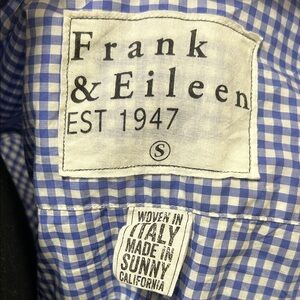 Frank
& Eileen
EST 1947
S
WOVEN IN
ITALY
MADE IN
SUNNY
CALIFORNIA